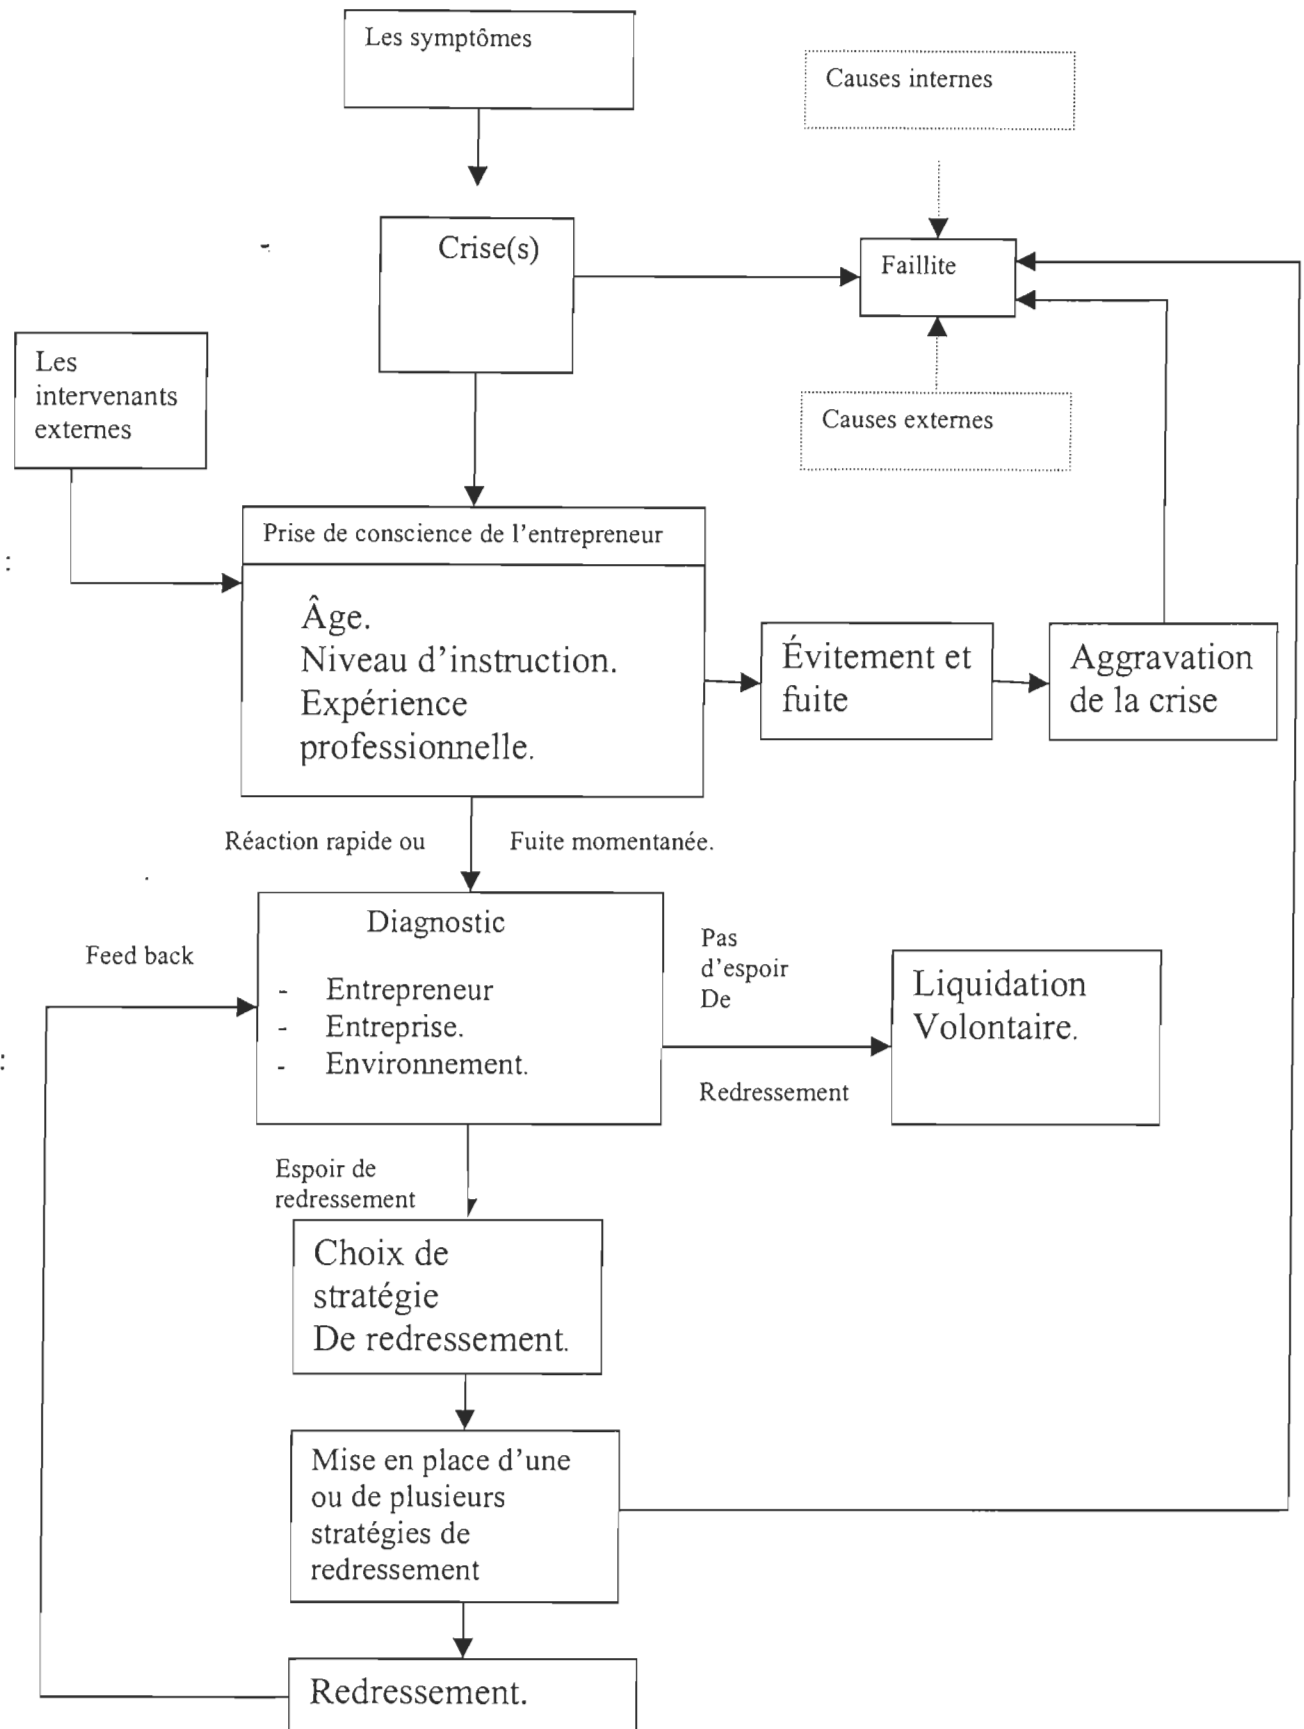 Les symptômes
Causes internes
Crise(s)
Faillite
Les
intervenants
externes
Causes externes
Prise de conscience de l'entrepreneur
:
Âge.
Niveau d'instruction.
Expérience
professionnelle.
Évitement et
fuite
Aggravation
de la crise
Réaction rapide ou
Fuite momentanée.
Diagnostic
- Entrepreneur
- Entreprise.
- Environnement.
Feed back
Pas
d'espoir
De
Redressement
Liquidation
Volontaire.
:
Espoir de
redressement
Choix de
stratégie
De redressement.
Mise en place d'une
ou de plusieurs
stratégies de
redressement
Redressement.